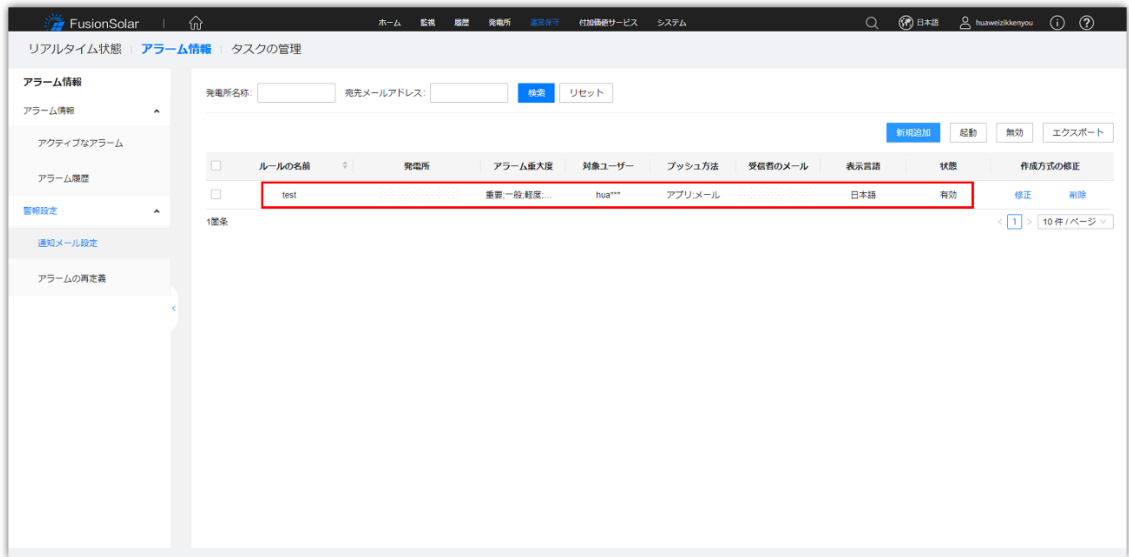 FusionSolar ホーム 監視 履歴 発電所 運営保守 付加価値サービス システム 日本語 huaweizikkenyou
リアルタイム状態 アラーム情報 タスクの管理
アラーム情報
アラーム情報
アクティブなアラーム
アラーム履歴
警報設定
通知メール設定
アラームの再定義
発電所名称: 宛先メールアドレス: 検索 リセット
新規追加 起動 無効 エクスポート
ルールの名前 発電所 アラーム重大度 対象ユーザー プッシュ方法 受信者のメール 表示言語 状態 作成方式の修正
test 重要;一般;軽度;... hua*** アプリ;メール 日本語 有効 修正 削除
1箇条 < 1 > 10 件 / ページ